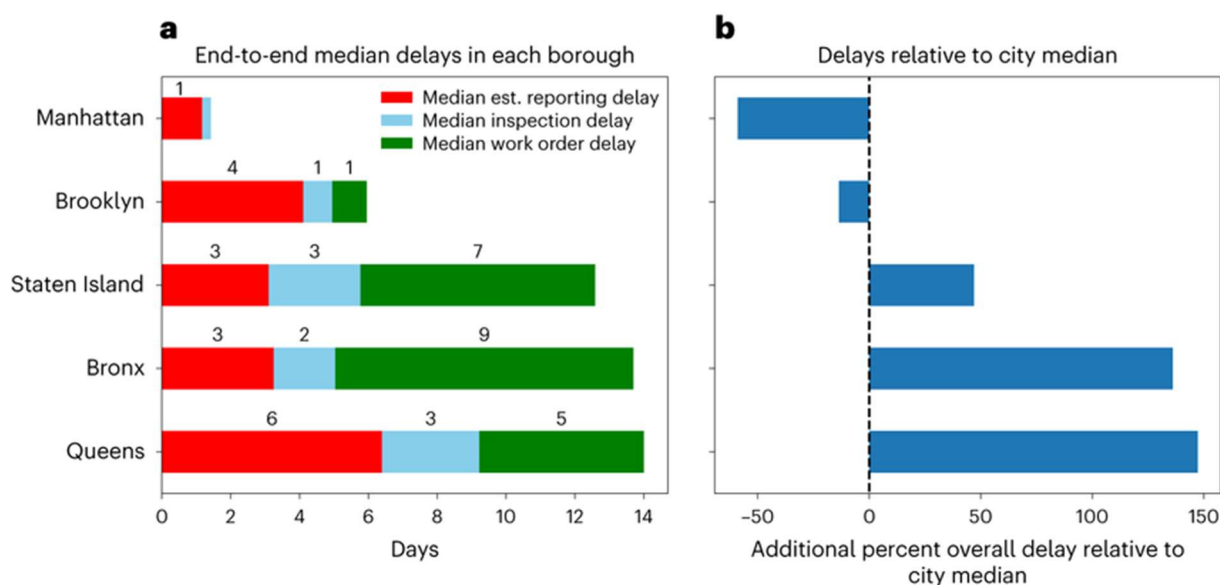 a
End-to-end median delays in each borough
Median est. reporting delay
Median inspection delay
Median work order delay
Manhattan
1
Brooklyn
4 1 1
Staten Island
3 3 7
Bronx
3 2 9
Queens
6 3 5
0 2 4 6 8 10 12 14
Days
b
Delays relative to city median
−50 0 50 100 150
Additional percent overall delay relative to
city median